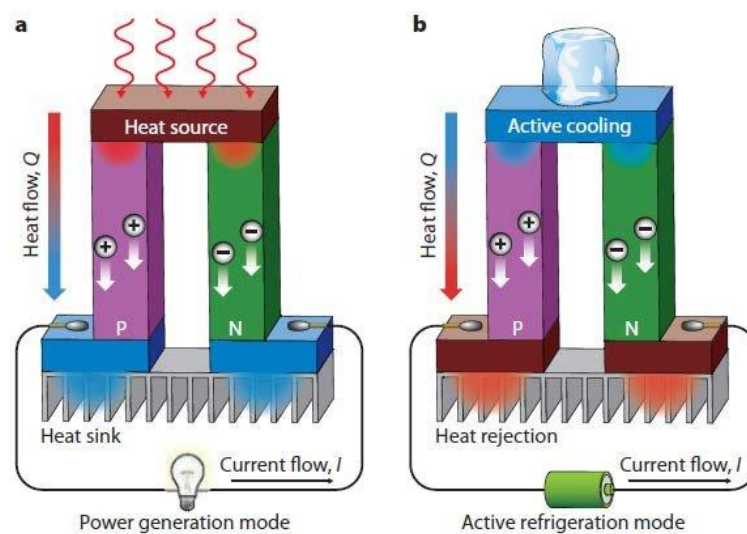 a
Heat source
Heat flow, Q
+
+
−
−
P
N
Heat sink
Current flow, I
Power generation mode
b
Active cooling
Heat flow, Q
+
+
−
−
P
N
Heat rejection
Current flow, I
Active refrigeration mode